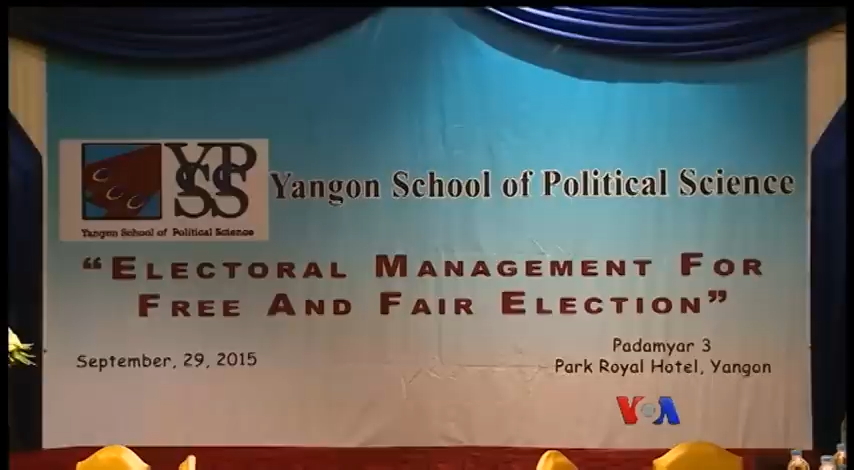 YPSS
Yangon School of Political Science
Yangon School of Political Science
“ELECTORAL MANAGEMENT FOR
FREE AND FAIR ELECTION”
September, 29, 2015
Padamyar 3
Park Royal Hotel, Yangon
VOA